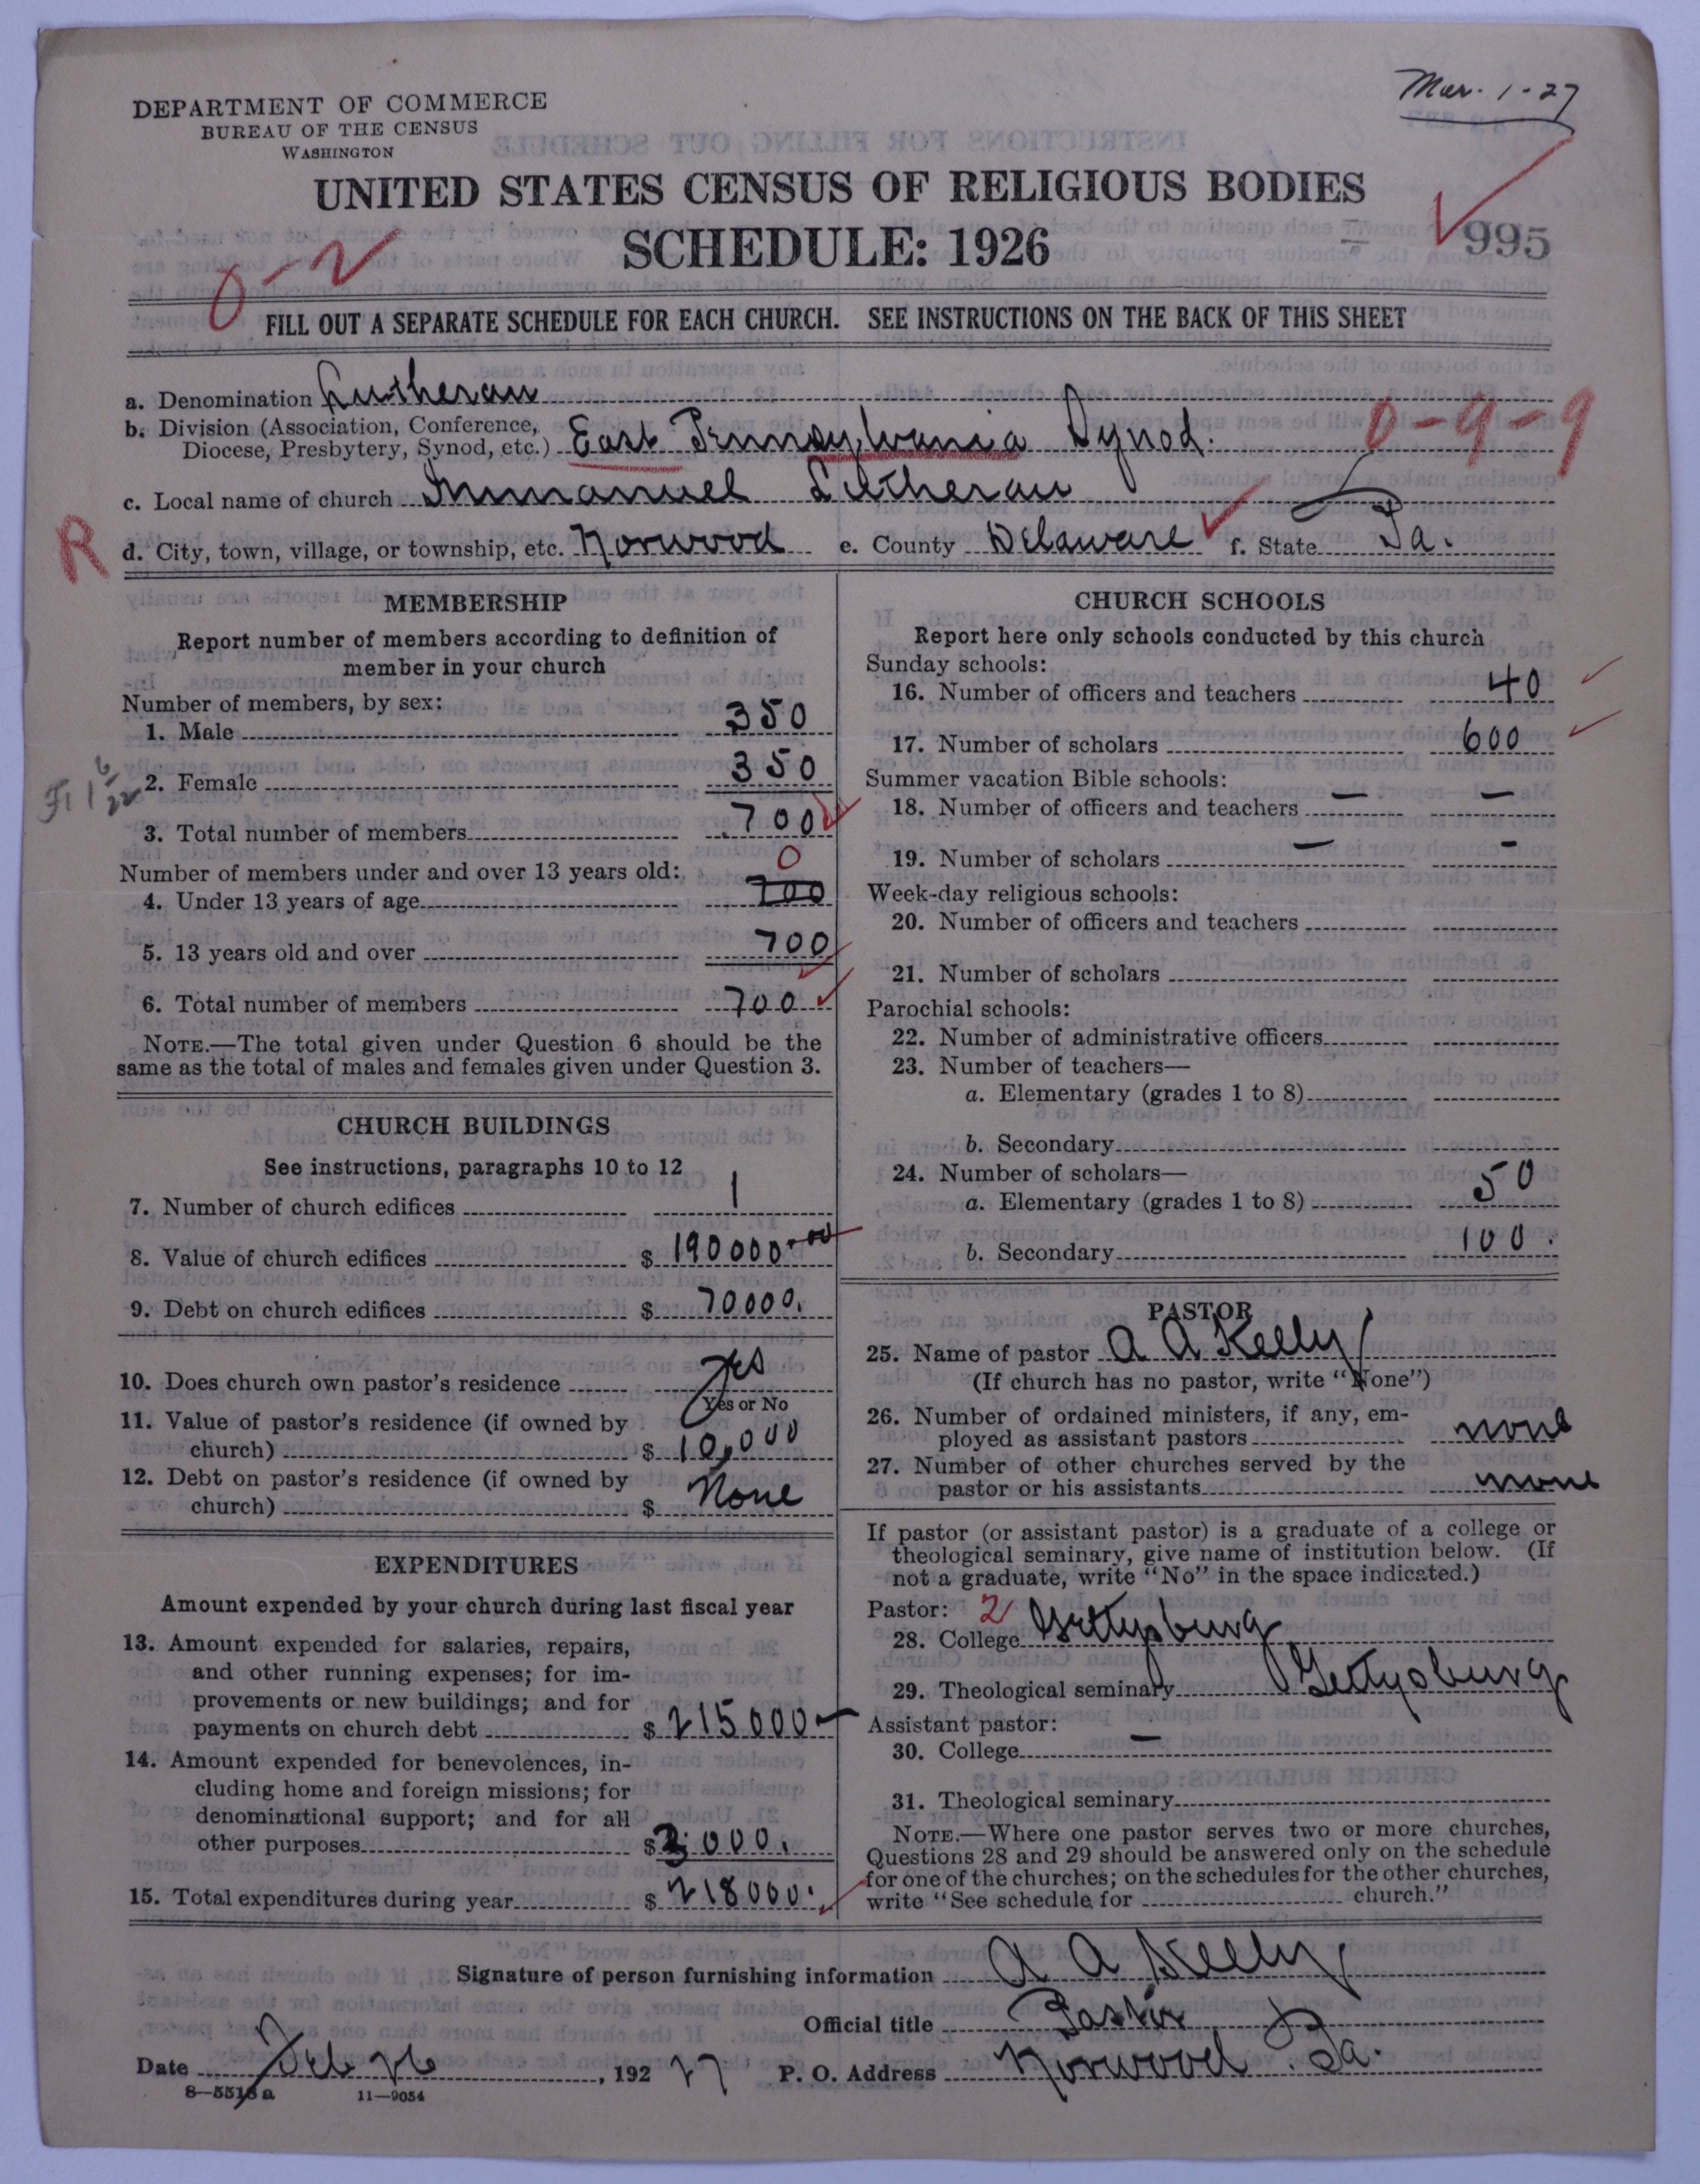 Mar. 1-27
DEPARTMENT OF COMMERCE
BUREAU OF THE CENSUS
WASHINGTON
UNITED STATES CENSUS OF RELIGIOUS BODIES
SCHEDULE: 1926
995
0-2
FILL OUT A SEPARATE SCHEDULE FOR EACH CHURCH. SEE INSTRUCTIONS ON THE BACK OF THIS SHEET
a. Denomination Lutheran
b. Division (Association, Conference,
Diocese, Presbytery, Synod, etc.) East Pennsylvania Synod.
0-9-9
c. Local name of church Immanuel Lutheran
R
d. City, town, village, or township, etc. Norwood e. County Delaware f. State Pa.
MEMBERSHIP
Report number of members according to definition of
member in your church
Number of members, by sex:
1. Male 350
2. Female 350
3. Total number of members 700
0
Number of members under and over 13 years old:
4. Under 13 years of age 700
5. 13 years old and over 700
6. Total number of members 700
NOTE.—The total given under Question 6 should be the
same as the total of males and females given under Question 3.
CHURCH BUILDINGS
See instructions, paragraphs 10 to 12
7. Number of church edifices 1
8. Value of church edifices $ 190000.00
9. Debt on church edifices $ 70000.
10. Does church own pastor's residence yes
Yes or No
11. Value of pastor's residence (if owned by
church) $ 10,000
12. Debt on pastor's residence (if owned by
church) $ None
EXPENDITURES
Amount expended by your church during last fiscal year
13. Amount expended for salaries, repairs,
and other running expenses; for im-
provements or new buildings; and for
payments on church debt $ 215000
14. Amount expended for benevolences, in-
cluding home and foreign missions; for
denominational support; and for all
other purposes $ 3000.
15. Total expenditures during year $ 218000.
CHURCH SCHOOLS
Report here only schools conducted by this church
Sunday schools:
16. Number of officers and teachers 40
17. Number of scholars 600
Summer vacation Bible schools:
18. Number of officers and teachers — —
19. Number of scholars — -
Week-day religious schools:
20. Number of officers and teachers
21. Number of scholars
Parochial schools:
22. Number of administrative officers
23. Number of teachers—
a. Elementary (grades 1 to 8)
b. Secondary
24. Number of scholars—
a. Elementary (grades 1 to 8) 50
b. Secondary 100.
PASTOR
25. Name of pastor A A Kelly
(If church has no pastor, write "None")
26. Number of ordained ministers, if any, em-
ployed as assistant pastors none
27. Number of other churches served by the
pastor or his assistants none
If pastor (or assistant pastor) is a graduate of a college or
theological seminary, give name of institution below. (If
not a graduate, write "No" in the space indicated.)
Pastor: 2
28. College Gettysburg
29. Theological seminary Gettysburg
Assistant pastor:
30. College —
31. Theological seminary
NOTE.—Where one pastor serves two or more churches,
Questions 28 and 29 should be answered only on the schedule
for one of the churches; on the schedules for the other churches,
write "See schedule for church."
Signature of person furnishing information A A Kelly
Official title Pastor
Date Feb 26, 192 27 P. O. Address Norwood. Pa.
8-5513 a 11-9054